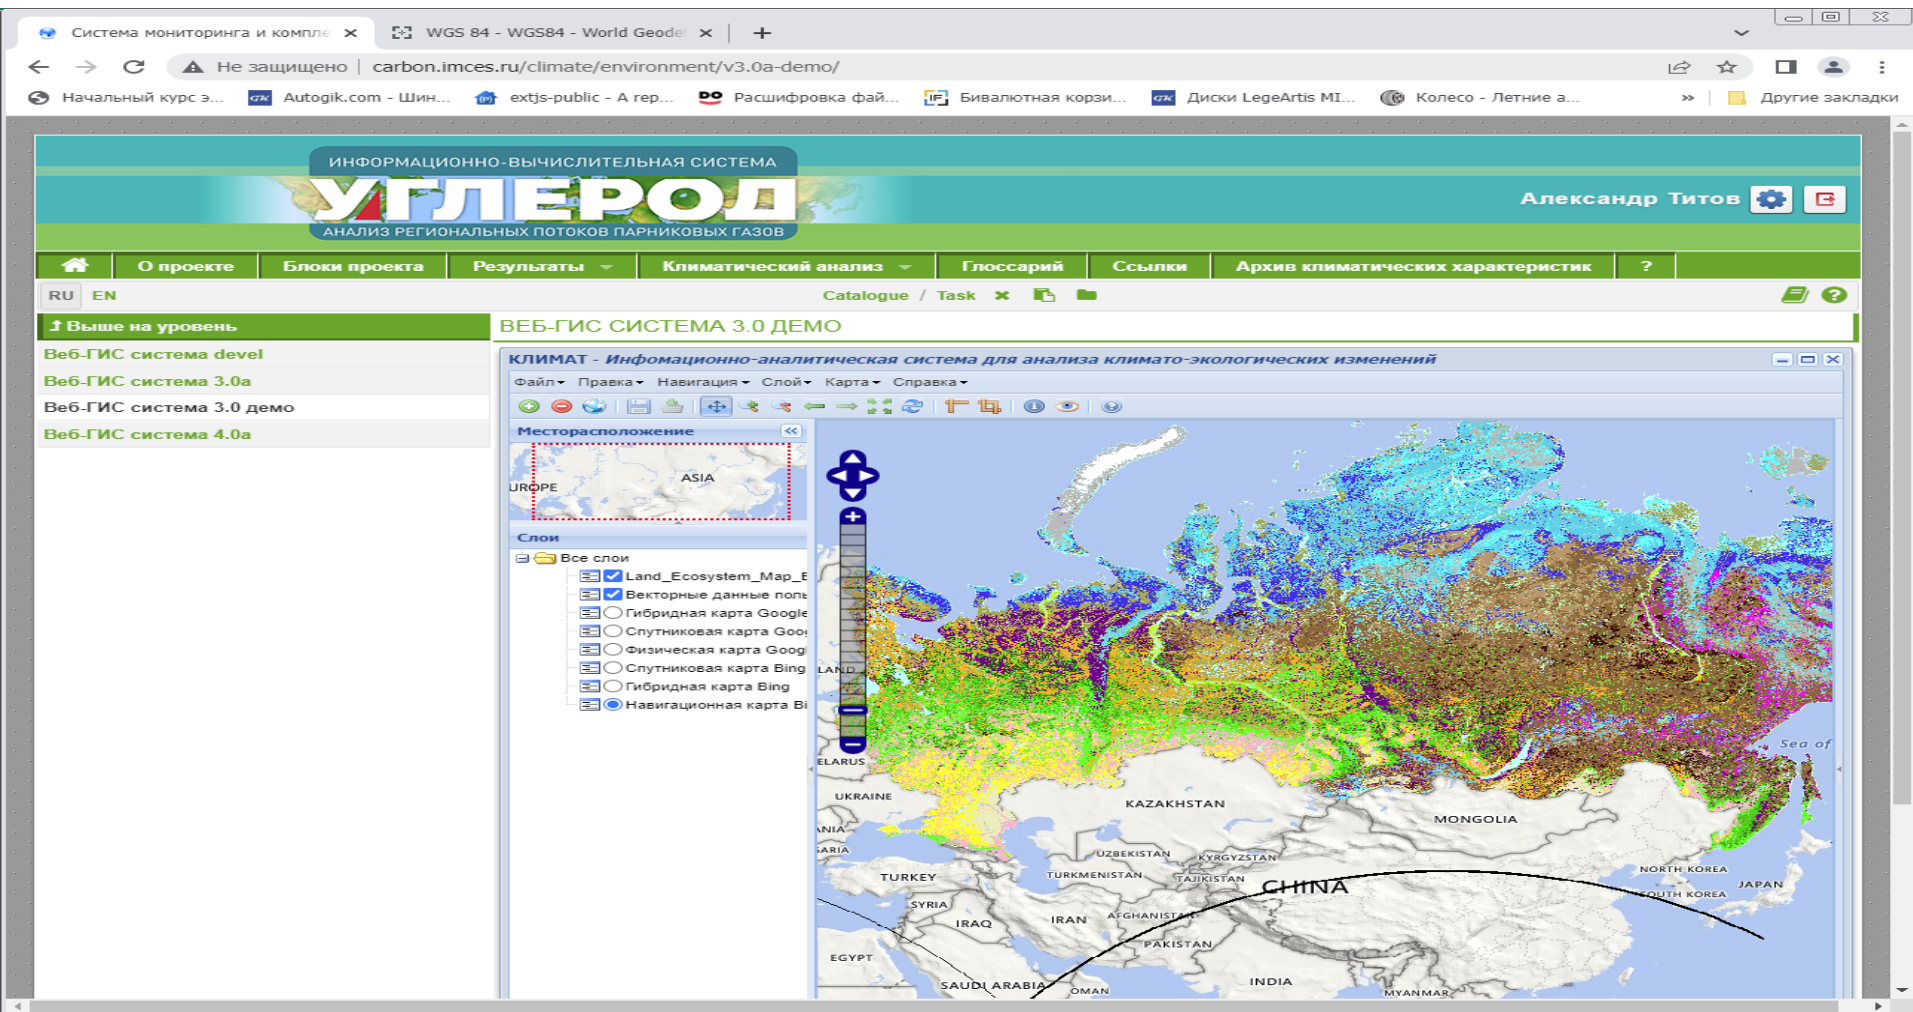 Система мониторинга и компле
WGS 84 - WGS84 - World Geode
Не защищено | carbon.imces.ru/climate/environment/v3.0a-demo/
Начальный курс э...
Autogik.com - Шин...
extjs-public - A rep...
Расшифровка фай...
Бивалютная корзи...
Диски LegeArtis MI...
Колесо - Летние а...
»
Другие закладки
ИНФОРМАЦИОННО-ВЫЧИСЛИТЕЛЬНАЯ СИСТЕМА
УГЛЕРОД
АНАЛИЗ РЕГИОНАЛЬНЫХ ПОТОКОВ ПАРНИКОВЫХ ГАЗОВ
Александр Титов
О проекте
Блоки проекта
Результаты
Климатический анализ
Глоссарий
Ссылки
Архив климатических характеристик
?
RU EN
Catalogue / Task
Выше на уровень
Веб-ГИС система devel
Веб-ГИС система 3.0a
Веб-ГИС система 3.0 демо
Веб-ГИС система 4.0a
ВЕБ-ГИС СИСТЕМА 3.0 ДЕМО
КЛИМАТ - Инфомационно-аналитическая система для анализа климато-экологических изменений
Файл Правка Навигация Слой Карта Справка
Месторасположение
UROPE
ASIA
Слои
Все слои
Land_Ecosystem_Map_E
Векторные данные поль
Гибридная карта Google
Спутниковая карта Goo
Физическая карта Googl
Спутниковая карта Bing
Гибридная карта Bing
Навигационная карта Bi
LAND
Sea of
ELARUS
UKRAINE
KAZAKHSTAN
MONGOLIA
ANIA
GARIA
UZBEKISTAN
KYRGYZSTAN
TURKEY
TURKMENISTAN
TAJIKISTAN
CHINA
NORTH KOREA
SOUTH KOREA
JAPAN
SYRIA
IRAQ
IRAN
AFGHANISTAN
PAKISTAN
EGYPT
SAUDI ARABIA
OMAN
INDIA
MYANMAR